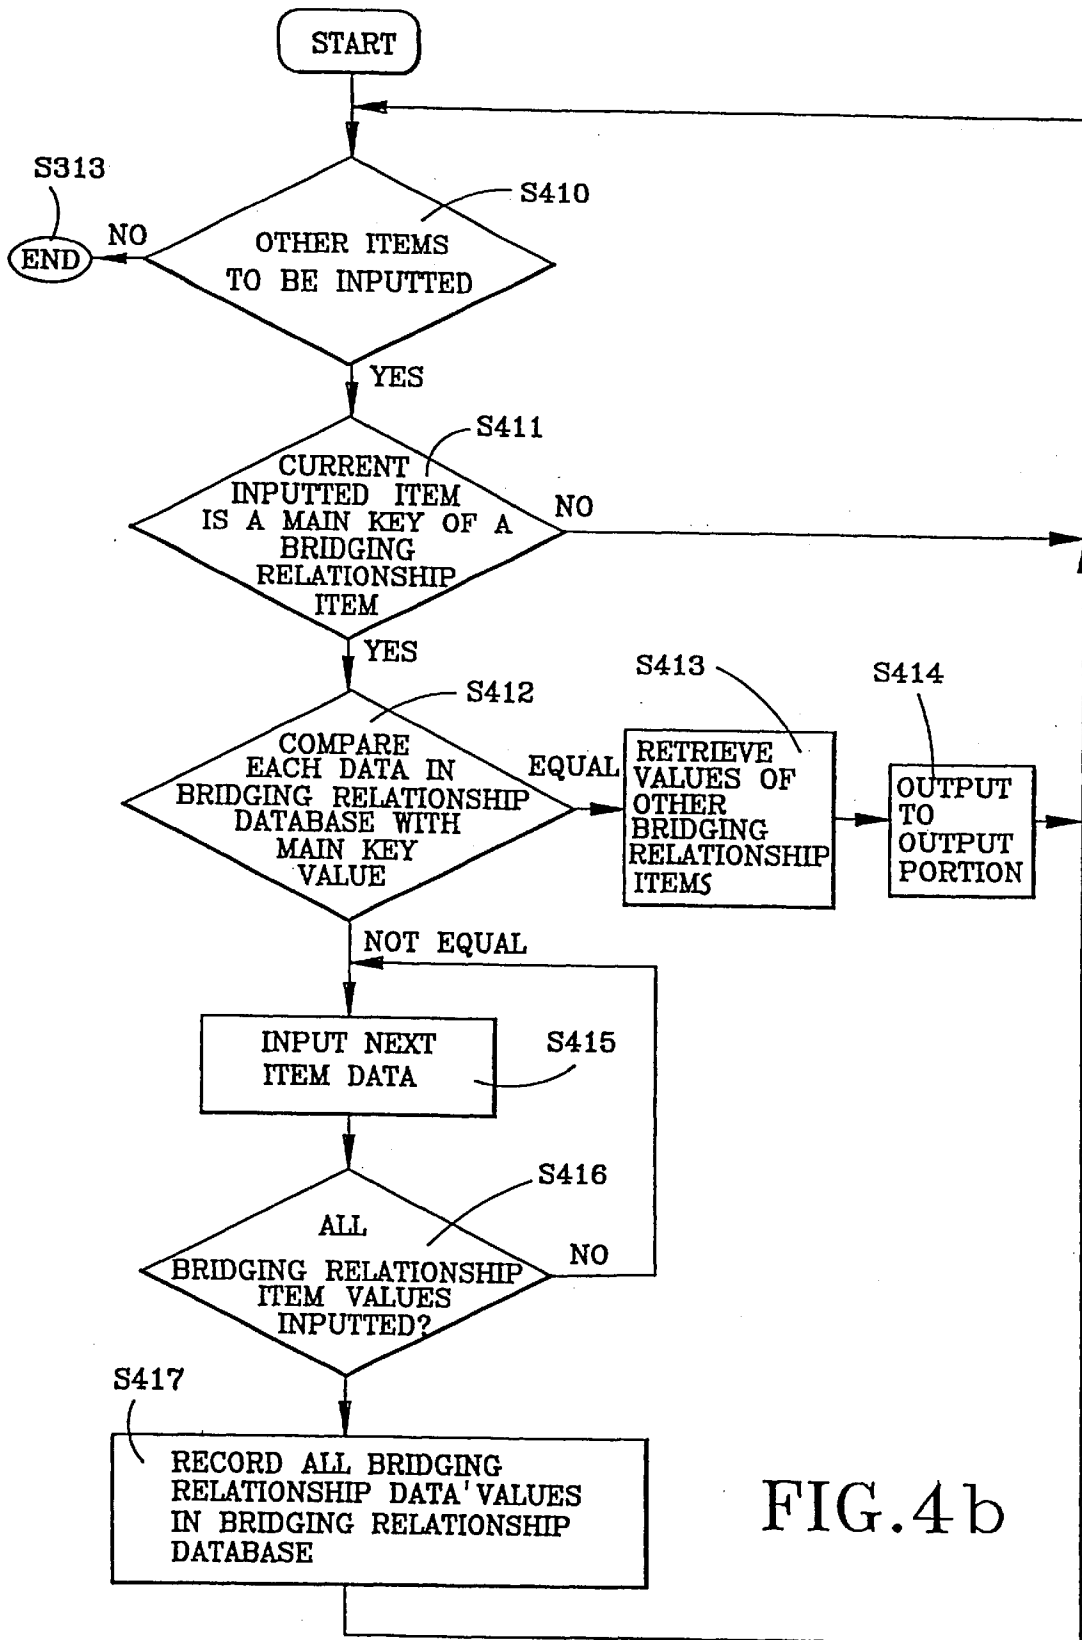 START
S313
S410
NO
END
OTHER ITEMS
TO BE INPUTTED
YES
S411
CURRENT
INPUTTED ITEM
IS A MAIN KEY OF A
BRIDGING
RELATIONSHIP
ITEM
NO
YES
S412
S413
S414
COMPARE
EACH DATA IN
BRIDGING RELATIONSHIP
DATABASE WITH
MAIN KEY
VALUE
EQUAL
RETRIEVE
VALUES OF
OTHER
BRIDGING
RELATIONSHIP
ITEMS
OUTPUT
TO
OUTPUT
PORTION
NOT EQUAL
INPUT NEXT
ITEM DATA
S415
S416
ALL
BRIDGING RELATIONSHIP
ITEM VALUES
INPUTTED?
NO
S417
RECORD ALL BRIDGING
RELATIONSHIP DATA'VALUES
IN BRIDGING RELATIONSHIP
DATABASE
FIG.4b